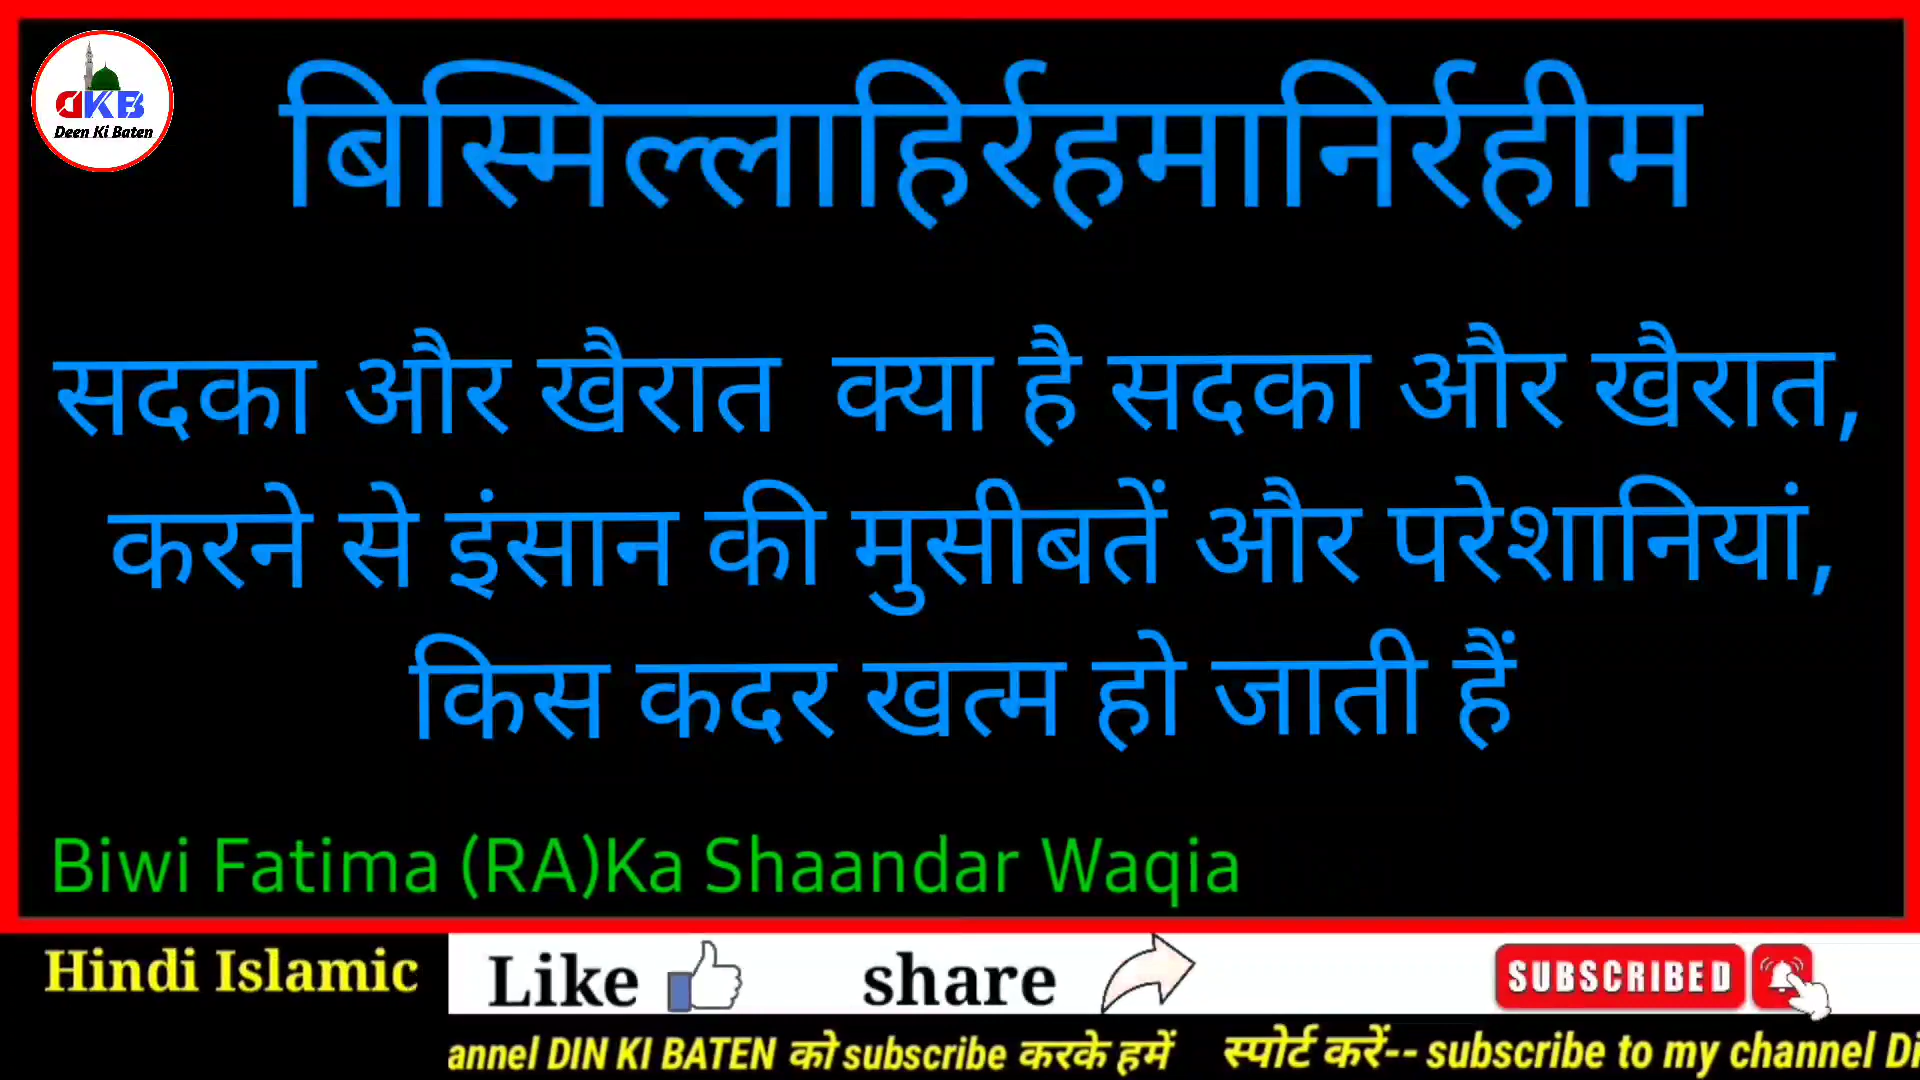 DKB
Deen Ki Baten
बिस्मिल्लाहिर्रहमानिर्रहीम
सदका और खैरात क्या है सदका और खैरात,
करने से इंसान की मुसीबतें और परेशानियां,
किस कदर खत्म हो जाती हैं
Biwi Fatima (RA)Ka Shaandar Waqia
Hindi Islamic
Like share SUBSCRIBED
annel DIN KI BATEN को subscribe करके हमें स्पोर्ट करें-- subscribe to my channel Di